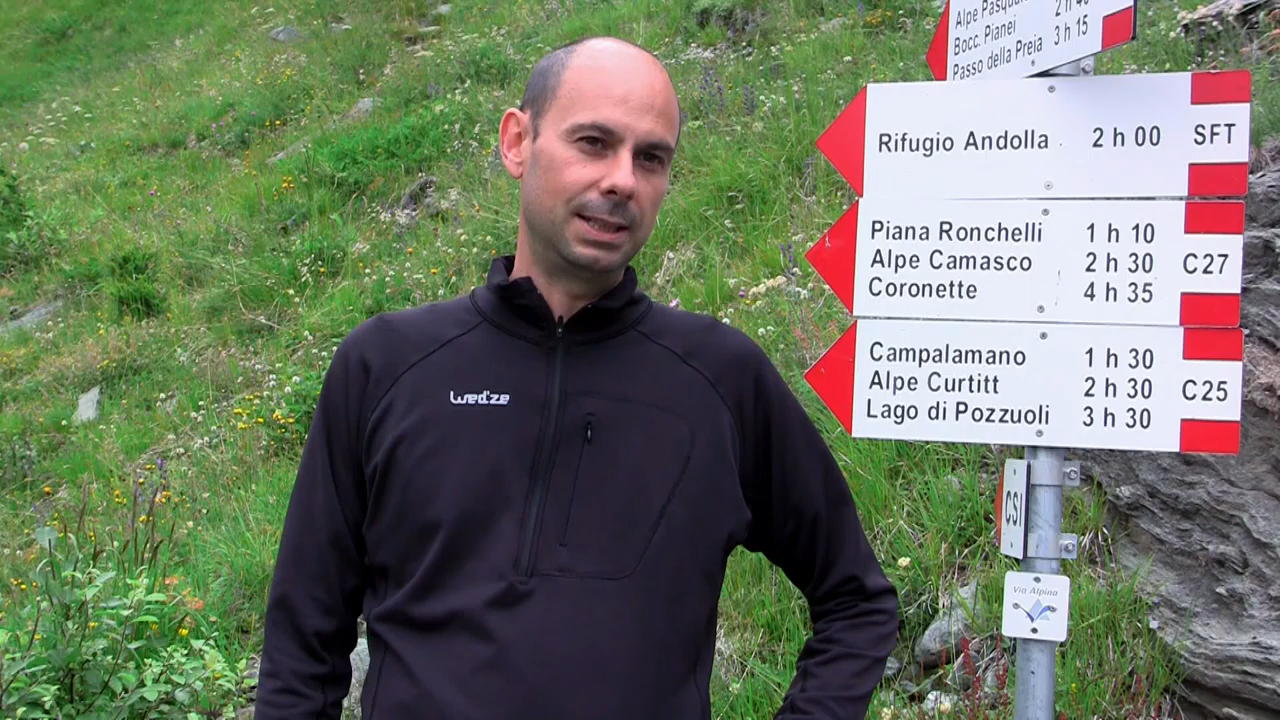 Alpe Pasquale
Bocc. Pianei
Passo della Preia 3 h 15
Rifugio Andolla 2 h 00 SFT
Piana Ronchelli 1 h 10
Alpe Camasco 2 h 30 C27
Coronette 4 h 35
Campalamano 1 h 30
Alpe Curtitt 2 h 30 C25
Lago di Pozzuoli 3 h 30
wed'ze
CSI
Via Alpina